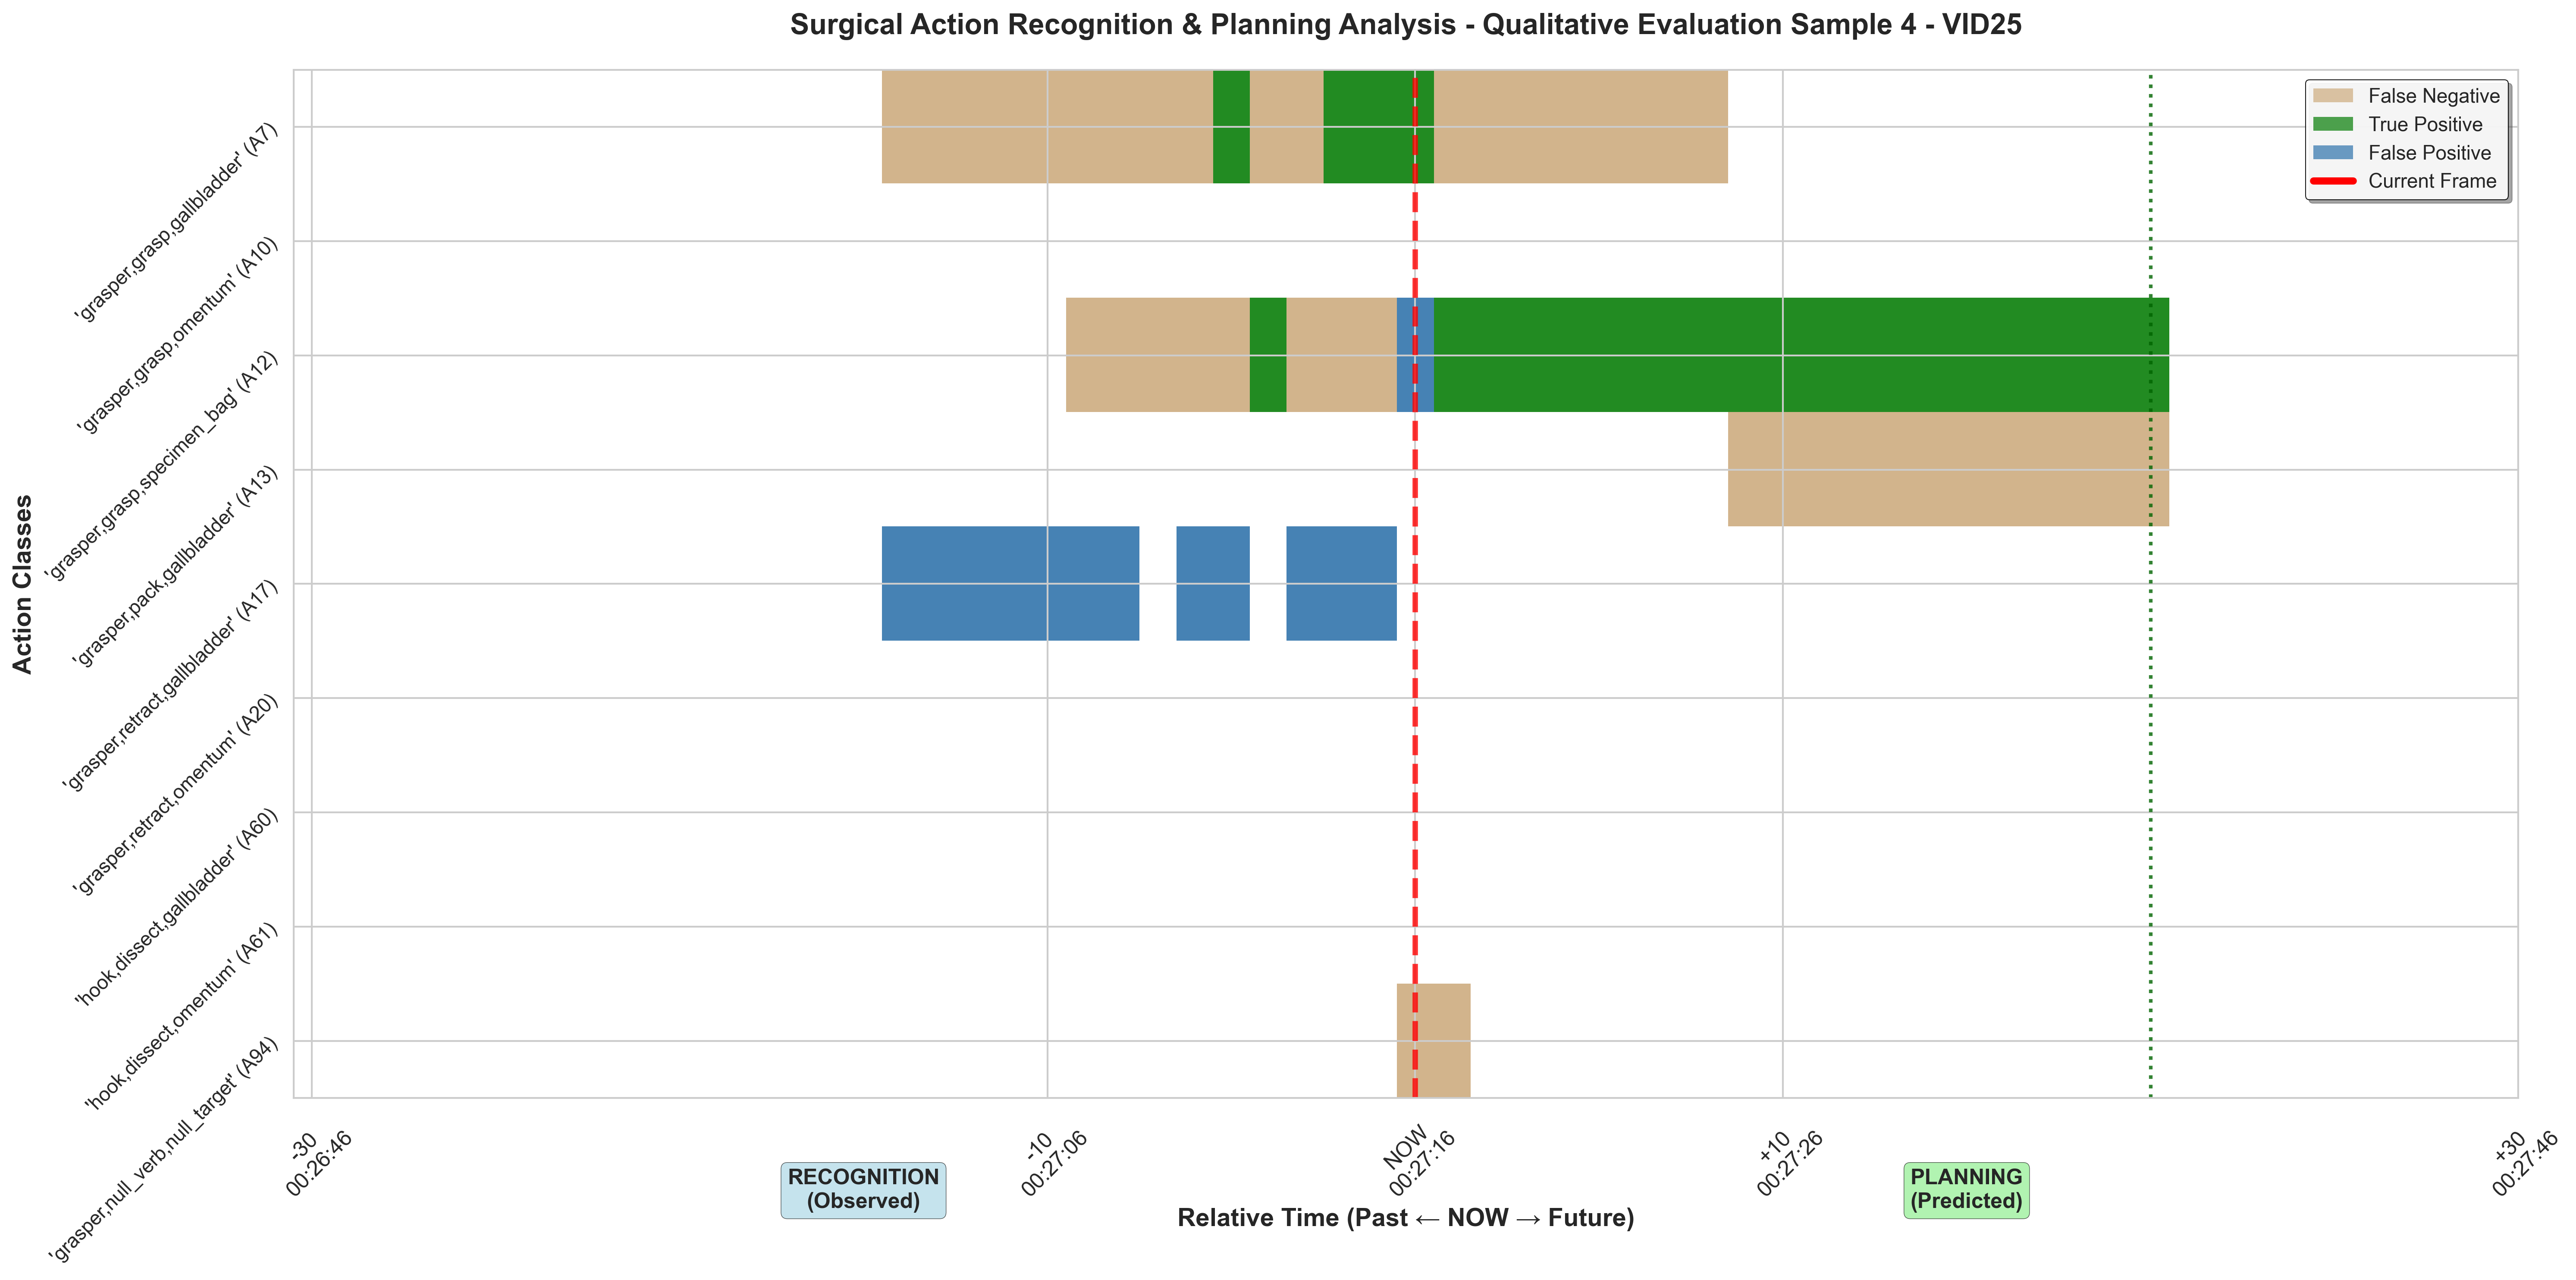 Surgical Action Recognition & Planning Analysis - Qualitative Evaluation Sample 4 - VID25
False Negative
True Positive
False Positive
Current Frame
Action Classes
'grasper,grasp,gallbladder' (A7)
'grasper,grasp,omentum' (A10)
'grasper,grasp,specimen_bag' (A12)
'grasper,pack,gallbladder' (A13)
'grasper,retract,gallbladder' (A17)
'grasper,retract,omentum' (A20)
'hook,dissect,gallbladder' (A60)
'hook,dissect,omentum' (A61)
'grasper,null_verb,null_target' (A94)
-30
00:26:46
-10
00:27:06
NOW
00:27:16
+10
00:27:26
+30
00:27:46
RECOGNITION
(Observed)
PLANNING
(Predicted)
Relative Time (Past ← NOW → Future)